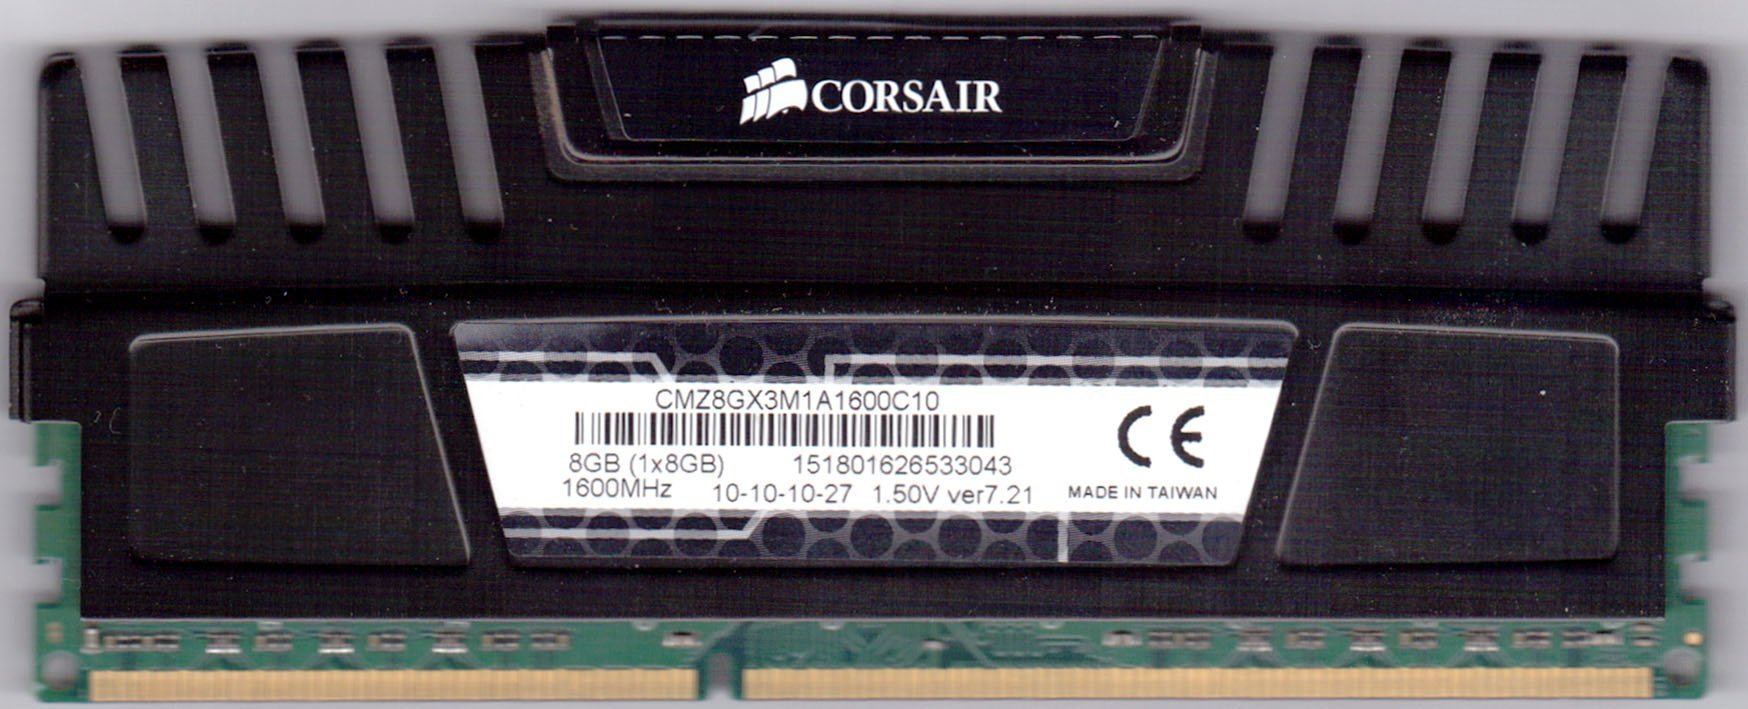 CORSAIR
CMZ8GX3M1A1600C10
8GB (1x8GB) 151801626533043
1600MHz 10-10-10-27 1.50V ver7.21
CE
MADE IN TAIWAN